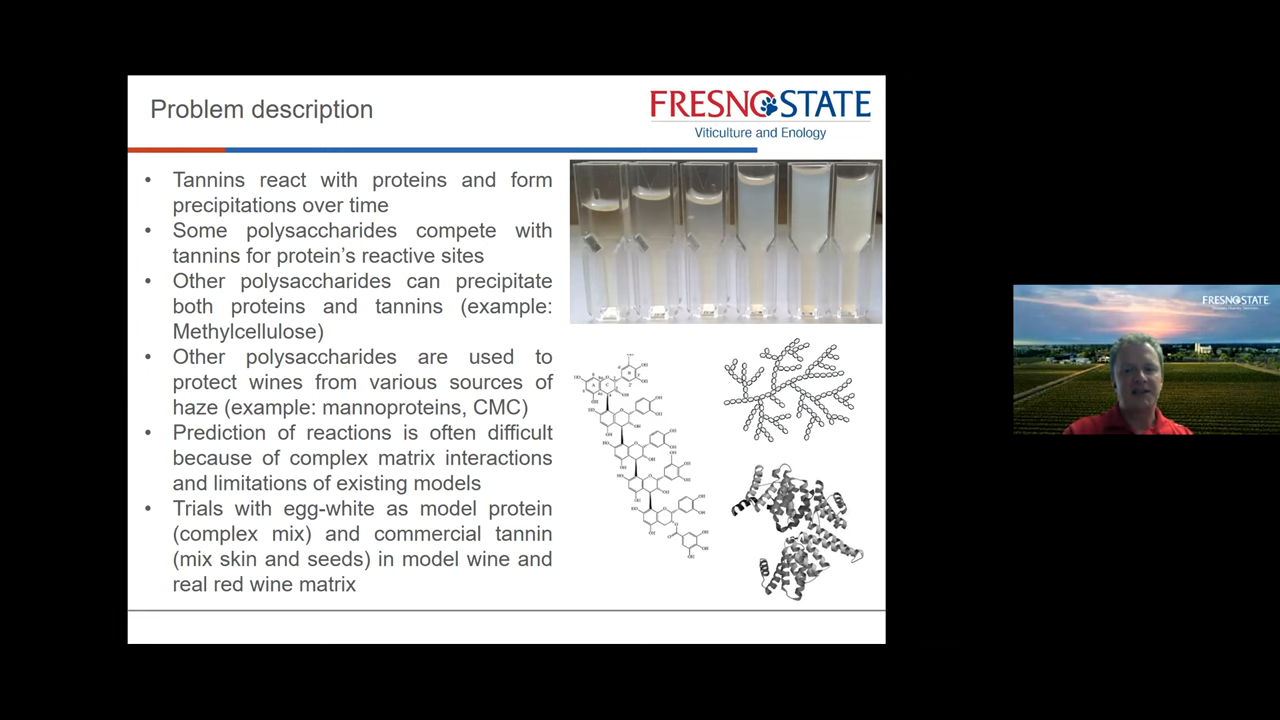 Problem description
FRESNO STATE
Viticulture and Enology
• Tannins react with proteins and form
precipitations over time
• Some polysaccharides compete with
tannins for protein's reactive sites
• Other polysaccharides can precipitate
both proteins and tannins (example:
Methylcellulose)
• Other polysaccharides are used to
protect wines from various sources of
haze (example: mannoproteins, CMC)
• Prediction of reactions is often difficult
because of complex matrix interactions
and limitations of existing models
• Trials with egg-white as model protein
(complex mix) and commercial tannin
(mix skin and seeds) in model wine and
real red wine matrix
FRESNO STATE